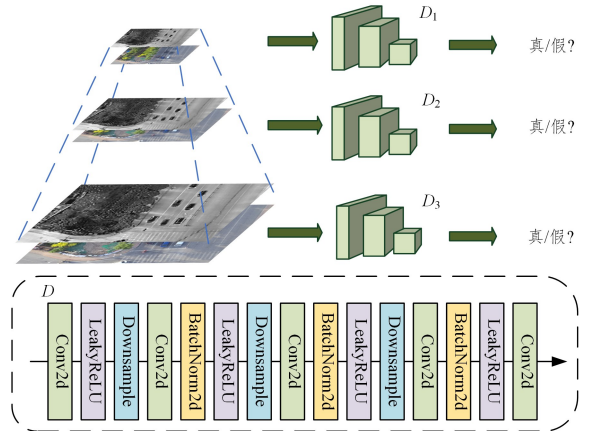 D1
真/假?
D2
真/假?
D3
真/假?
D
Conv2d
LeakyReLU
Downsample
Conv2d
BatchNorm2d
LeakyReLU
Downsample
Conv2d
BatchNorm2d
LeakyReLU
Downsample
Conv2d
BatchNorm2d
LeakyReLU
Conv2d